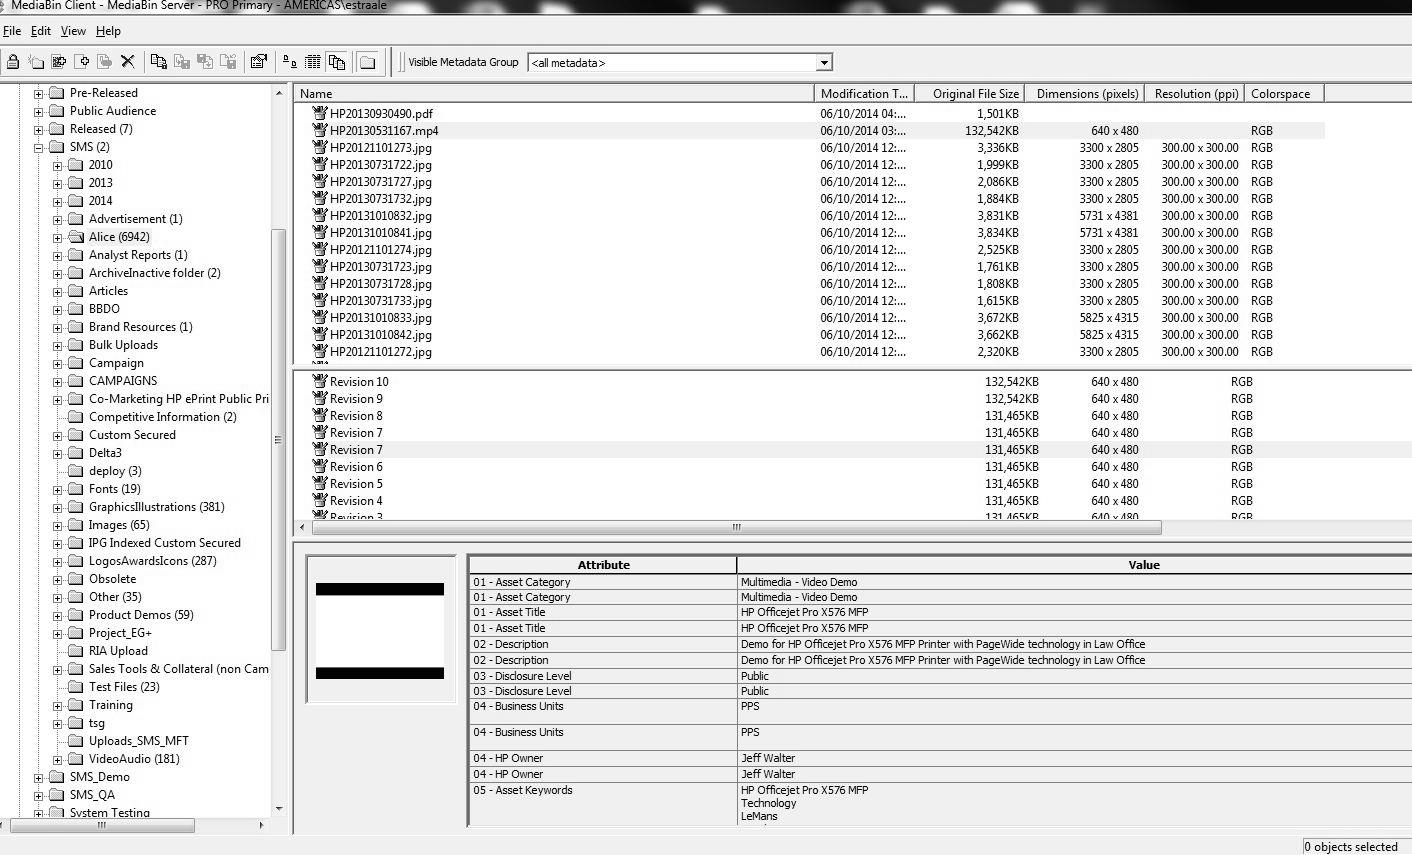 MediaBin Client - MediaBin Server - PRO Primary - AMERICAS\estraale
File Edit View Help
Visible Metadata Group <all metadata>
Pre-Released
Public Audience
Released (7)
SMS (2)
2010
2013
2014
Advertisement (1)
Alice (6942)
Analyst Reports (1)
ArchiveInactive folder (2)
Articles
BBDO
Brand Resources (1)
Bulk Uploads
Campaign
CAMPAIGNS
Co-Marketing HP ePrint Public Pri
Competitive Information (2)
Custom Secured
Delta3
deploy (3)
Fonts (19)
GraphicsIllustrations (381)
Images (65)
IPG Indexed Custom Secured
LogosAwardsIcons (287)
Obsolete
Other (35)
Product Demos (59)
Project_EG+
RIA Upload
Sales Tools & Collateral (non Cam
Test Files (23)
Training
tsg
Uploads_SMS_MFT
VideoAudio (181)
SMS_Demo
SMS_QA
System Testing
Name Modification T... Original File Size Dimensions (pixels) Resolution (ppi) Colorspace
HP20130930490.pdf 06/10/2014 04:... 1,501KB
HP20130531167.mp4 06/10/2014 03:... 132,542KB 640 x 480 RGB
HP20121101273.jpg 06/10/2014 12:... 3,336KB 3300 x 2805 300.00 x 300.00 RGB
HP20130731722.jpg 06/10/2014 12:... 1,999KB 3300 x 2805 300.00 x 300.00 RGB
HP20130731727.jpg 06/10/2014 12:... 2,086KB 3300 x 2805 300.00 x 300.00 RGB
HP20130731732.jpg 06/10/2014 12:... 1,884KB 3300 x 2805 300.00 x 300.00 RGB
HP20131010832.jpg 06/10/2014 12:... 3,831KB 5731 x 4381 300.00 x 300.00 RGB
HP20131010841.jpg 06/10/2014 12:... 3,834KB 5731 x 4381 300.00 x 300.00 RGB
HP20121101274.jpg 06/10/2014 12:... 2,525KB 3300 x 2805 300.00 x 300.00 RGB
HP20130731723.jpg 06/10/2014 12:... 1,761KB 3300 x 2805 300.00 x 300.00 RGB
HP20130731728.jpg 06/10/2014 12:... 1,808KB 3300 x 2805 300.00 x 300.00 RGB
HP20130731733.jpg 06/10/2014 12:... 1,615KB 3300 x 2805 300.00 x 300.00 RGB
HP20131010833.jpg 06/10/2014 12:... 3,672KB 5825 x 4315 300.00 x 300.00 RGB
HP20131010842.jpg 06/10/2014 12:... 3,662KB 5825 x 4315 300.00 x 300.00 RGB
HP20121101272.jpg 06/10/2014 12:... 2,320KB 3300 x 2805 300.00 x 300.00 RGB
Revision 10 132,542KB 640 x 480 RGB
Revision 9 132,542KB 640 x 480 RGB
Revision 8 131,465KB 640 x 480 RGB
Revision 7 131,465KB 640 x 480 RGB
Revision 7 131,465KB 640 x 480 RGB
Revision 6 131,465KB 640 x 480 RGB
Revision 5 131,465KB 640 x 480 RGB
Revision 4 131,465KB 640 x 480 RGB
Revision 3 131,465KB 640 x 480 RGB
Attribute Value
01 - Asset Category Multimedia - Video Demo
01 - Asset Category Multimedia - Video Demo
01 - Asset Title HP Officejet Pro X576 MFP
01 - Asset Title HP Officejet Pro X576 MFP
02 - Description Demo for HP Officejet Pro X576 MFP Printer with PageWide technology in Law Office
02 - Description Demo for HP Officejet Pro X576 MFP Printer with PageWide technology in Law Office
03 - Disclosure Level Public
03 - Disclosure Level Public
04 - Business Units PPS
04 - Business Units PPS
04 - HP Owner Jeff Walter
04 - HP Owner Jeff Walter
05 - Asset Keywords HP Officejet Pro X576 MFP
Technology
LeMans
0 objects selected